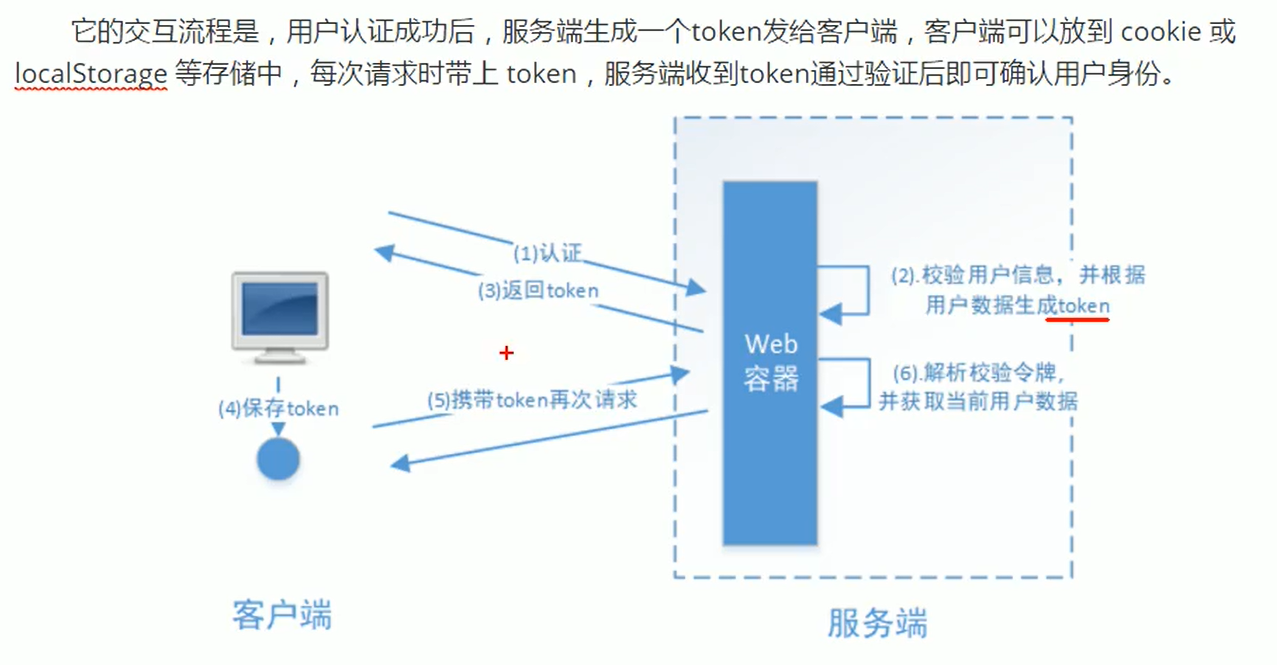 它的交互流程是，用户认证成功后，服务端生成一个token发给客户端，客户端可以放到 cookie 或
localStorage 等存储中，每次请求时带上 token，服务端收到token通过验证后即可确认用户身份。
(1)认证
(3)返回token
(2).校验用户信息，并根据
用户数据生成token
Web
容器
(4)保存token
(5)携带token再次请求
(6).解析校验令牌,
并获取当前用户数据
客户端
服务端